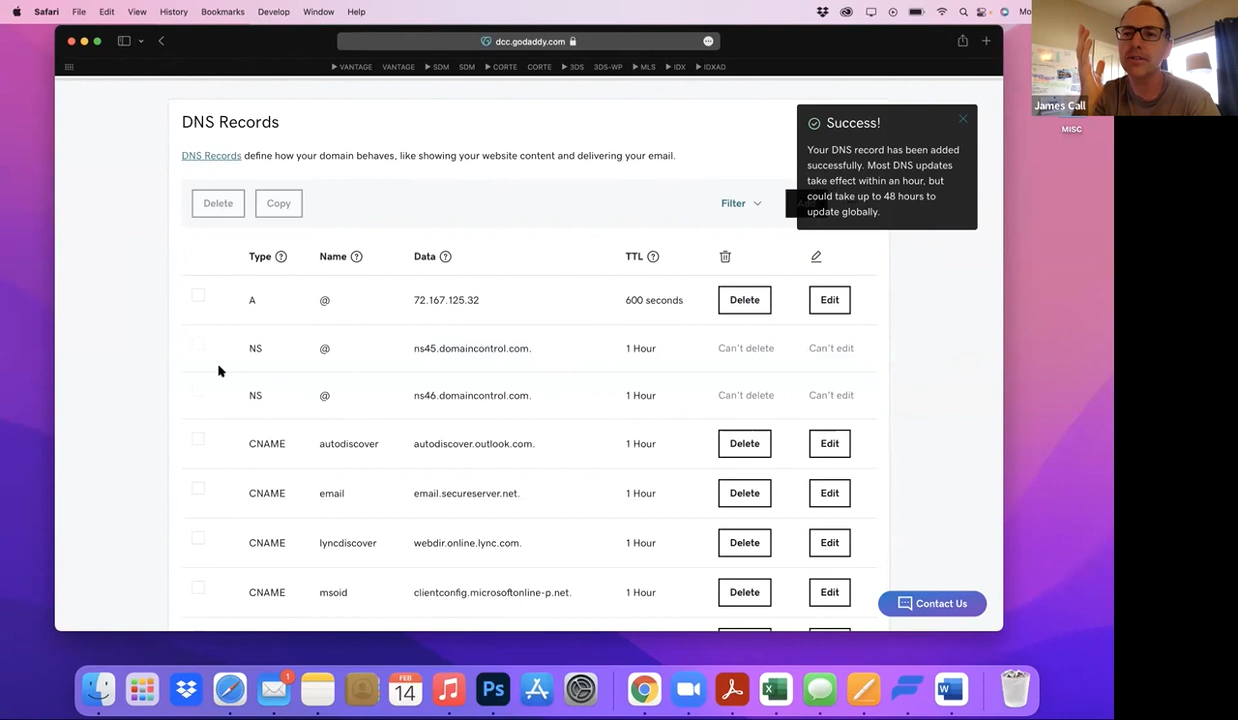 Safari File Edit View History Bookmarks Develop Window Help Mo
dcc.godaddy.com
VANTAGE VANTAGE SDM SDM CORTE CORTE 3DS 3DS-WP MLS IDX IDXAD
James Call
MISC
DNS Records
DNS Records define how your domain behaves, like showing your website content and delivering your email.
Success!
Your DNS record has been added
successfully. Most DNS updates
take effect within an hour, but
could take up to 48 hours to
update globally.
Delete Copy Filter
Type Name Data TTL
A @ 72.167.125.32 600 seconds Delete Edit
NS @ ns45.domaincontrol.com. 1 Hour Can't delete Can't edit
NS @ ns46.domaincontrol.com. 1 Hour Can't delete Can't edit
CNAME autodiscover autodiscover.outlook.com. 1 Hour Delete Edit
CNAME email email.secureserver.net. 1 Hour Delete Edit
CNAME lyncdiscover webdir.online.lync.com. 1 Hour Delete Edit
CNAME msoid clientconfig.microsoftonline-p.net. 1 Hour Delete Edit
Contact Us
1
FEB
14
Ps